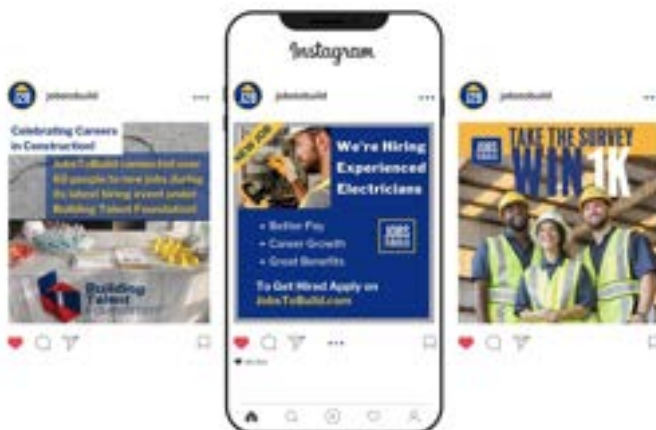 Instagram
jobstobuild
Celebrating Careers
in Construction!
JobsToBuild connected over
60 people to new jobs during
its latest hiring event under
Building Talent Foundation!
Building
Talent
Foundation
jobstobuild
NEW JOB
We're Hiring
Experienced
Electricians
+ Better Pay
+ Career Growth
+ Great Benefits
JOBS
To Get Hired Apply on
JobsToBuild.com
jobstobuild
JOBS
TAKE THE SURVEY
WIN 1K